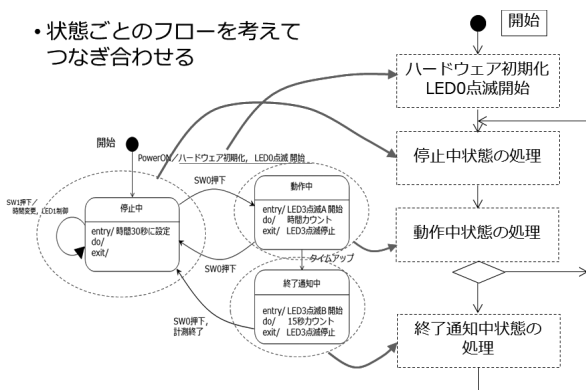 • 状態ごとのフローを考えて
つなぎ合わせる
開始
ハードウェア初期化
LED0点滅開始
開始
PowerON／ハードウェア初期化, LED0点滅 開始
停止中状態の処理
SW0押下
SW1押下／
時間変更, LED1制御
停止中
entry/ 時間30秒に設定
do/
exit/
動作中
entry/ LED3点滅A 開始
do/ 時間カウント
exit/ LED3点滅停止
動作中状態の処理
SW0押下
タイムアップ
終了通知中
entry/ LED3点滅B 開始
do/ 15秒カウント
exit/ LED3点滅停止
SW0押下,
計測終了
終了通知中状態の
処理